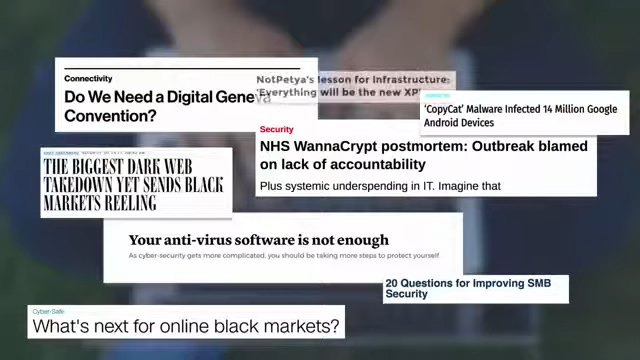 Connectivity
Do We Need a Digital Geneva
Convention?
NotPetya's lesson for infrastructure:
'Everything will be the new XP'
'CopyCat' Malware Infected 14 Million Google
Android Devices
Security
NHS WannaCrypt postmortem: Outbreak blamed
on lack of accountability
Plus systemic underspending in IT. Imagine that
THE BIGGEST DARK WEB
TAKEDOWN YET SENDS BLACK
MARKETS REELING
Your anti-virus software is not enough
As cyber-security gets more complicated, you should be taking more steps to protect yourself
20 Questions for Improving SMB
Security
Cyber-Safe
What's next for online black markets?